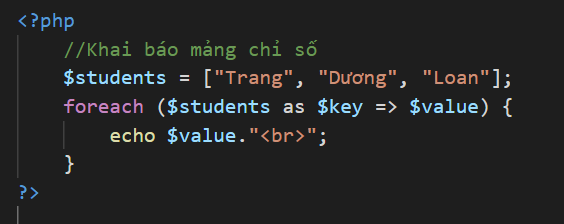 <?php
//Khai báo mảng chỉ số
$students = ["Trang", "Dương", "Loan"];
foreach ($students as $key => $value) {
echo $value."<br>";
}
?>